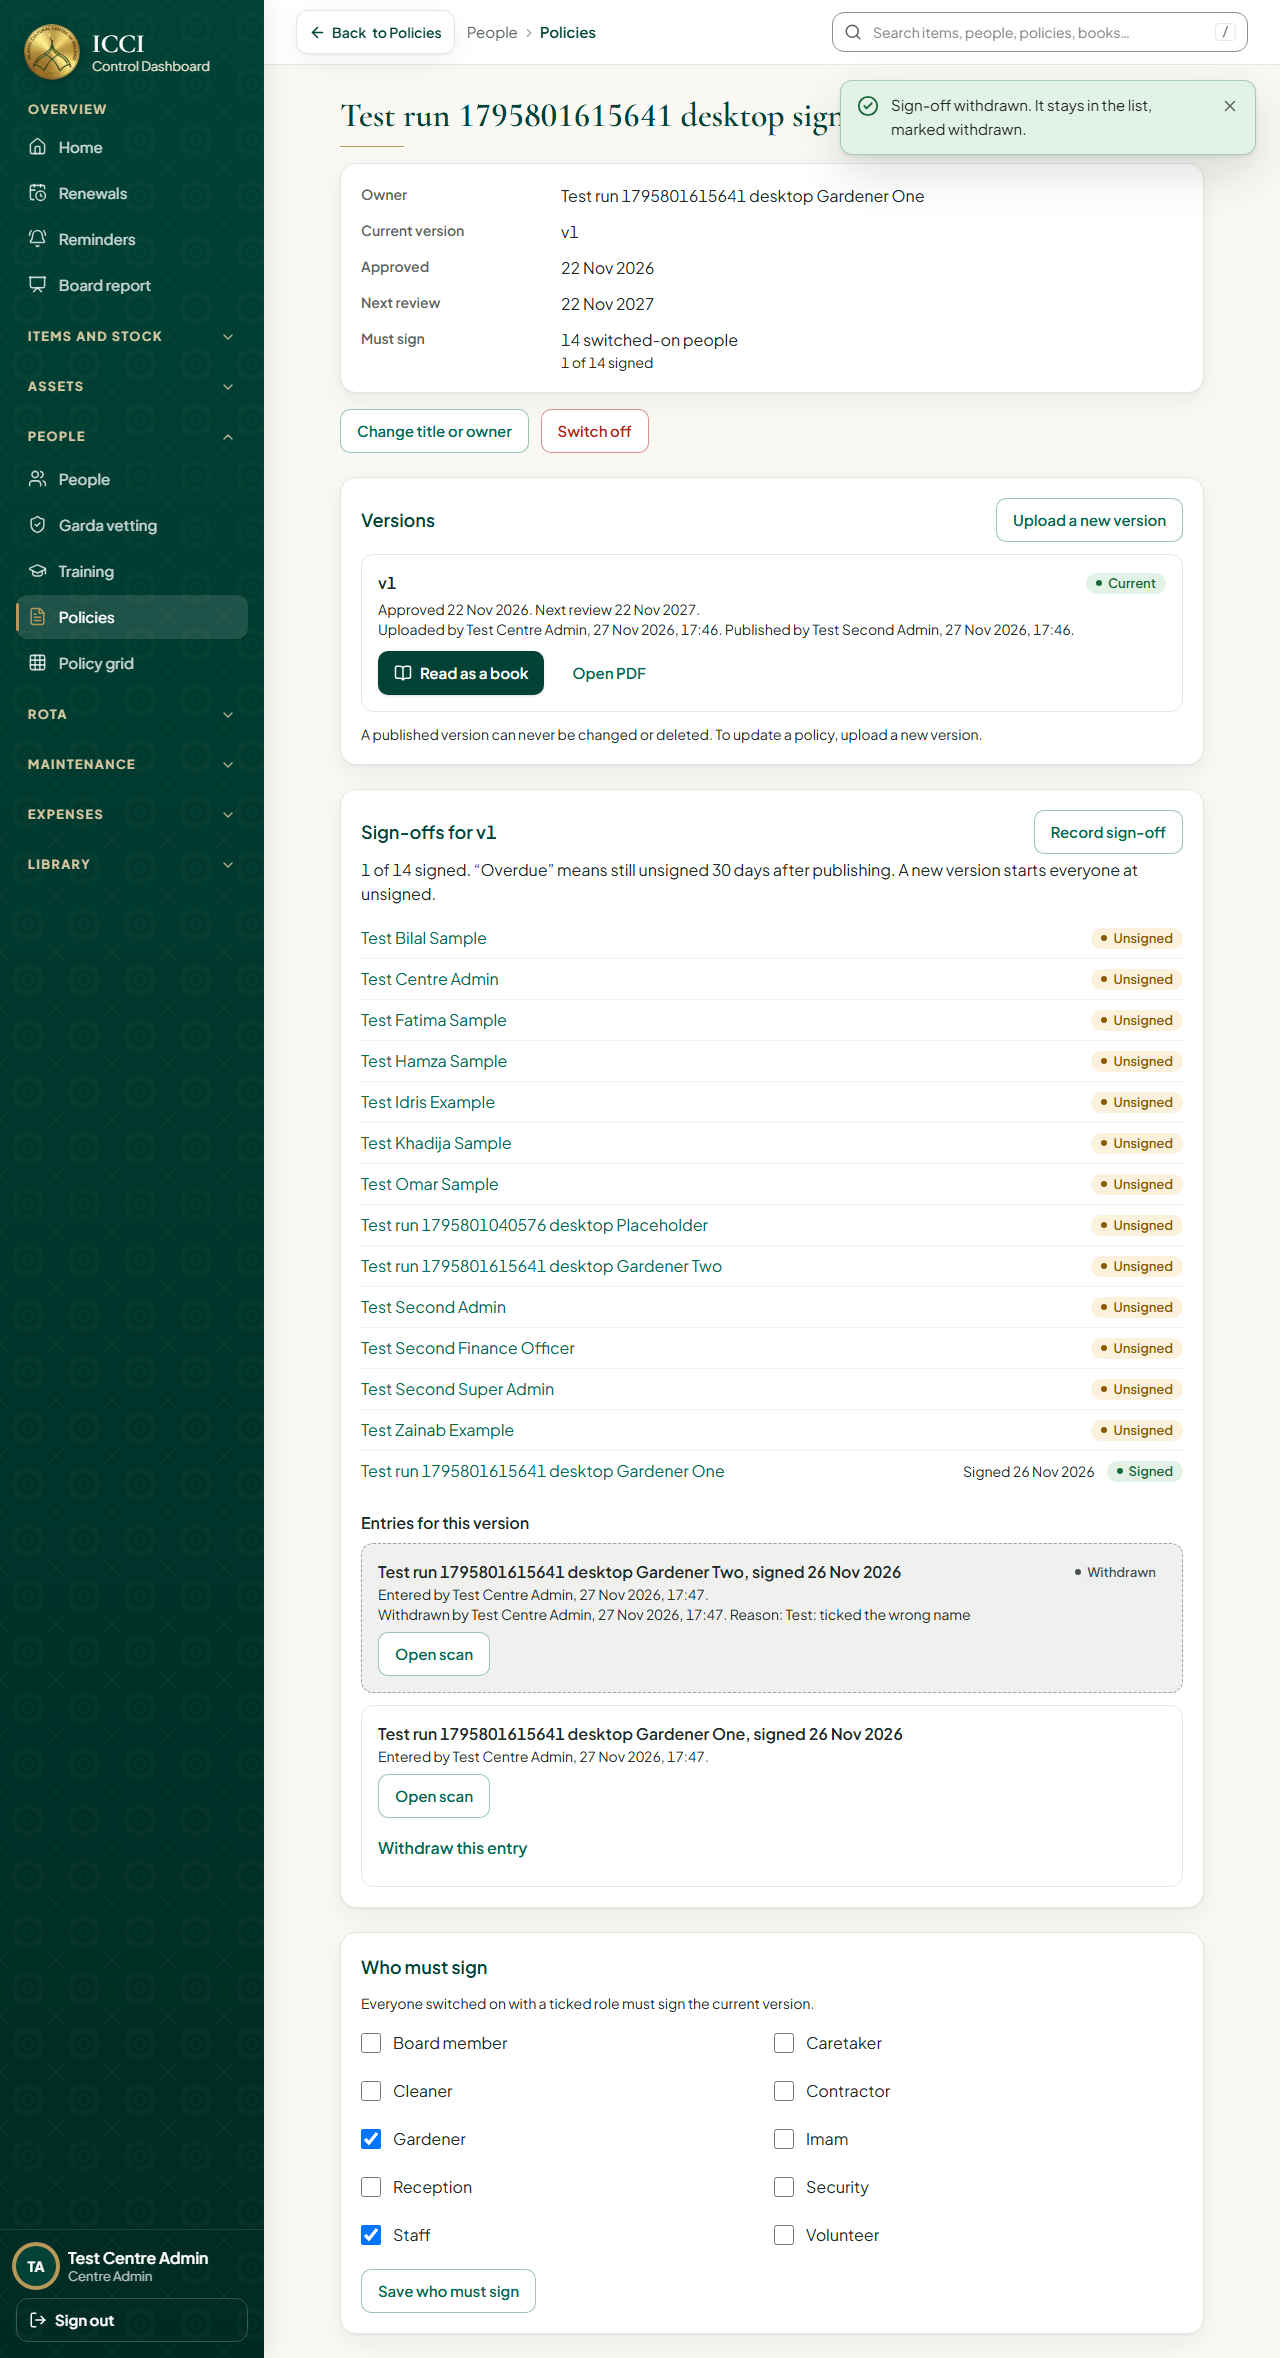 ICCI
Control Dashboard
OVERVIEW
Home
Renewals
Reminders
Board report
ITEMS AND STOCK
ASSETS
PEOPLE
People
Garda vetting
Training
Policies
Policy grid
ROTA
MAINTENANCE
EXPENSES
LIBRARY
TA
Test Centre Admin
Centre Admin
Sign out
Back to Policies
People > Policies
Search items, people, policies, books...
/
Sign-off withdrawn. It stays in the list,
marked withdrawn.
Test run 1795801615641 desktop sign
Owner
Test run 1795801615641 desktop Gardener One
Current version
v1
Approved
22 Nov 2026
Next review
22 Nov 2027
Must sign
14 switched-on people
1 of 14 signed
Change title or owner
Switch off
Versions
Upload a new version
v1
Current
Approved 22 Nov 2026. Next review 22 Nov 2027.
Uploaded by Test Centre Admin, 27 Nov 2026, 17:46. Published by Test Second Admin, 27 Nov 2026, 17:46.
Read as a book
Open PDF
A published version can never be changed or deleted. To update a policy, upload a new version.
Sign-offs for v1
Record sign-off
1 of 14 signed. “Overdue” means still unsigned 30 days after publishing. A new version starts everyone at
unsigned.
Test Bilal Sample
Unsigned
Test Centre Admin
Unsigned
Test Fatima Sample
Unsigned
Test Hamza Sample
Unsigned
Test Idris Example
Unsigned
Test Khadija Sample
Unsigned
Test Omar Sample
Unsigned
Test run 1795801040576 desktop Placeholder
Unsigned
Test run 1795801615641 desktop Gardener Two
Unsigned
Test Second Admin
Unsigned
Test Second Finance Officer
Unsigned
Test Second Super Admin
Unsigned
Test Zainab Example
Unsigned
Test run 1795801615641 desktop Gardener One
Signed 26 Nov 2026
Signed
Entries for this version
Test run 1795801615641 desktop Gardener Two, signed 26 Nov 2026
Withdrawn
Entered by Test Centre Admin, 27 Nov 2026, 17:47.
Withdrawn by Test Centre Admin, 27 Nov 2026, 17:47. Reason: Test: ticked the wrong name
Open scan
Test run 1795801615641 desktop Gardener One, signed 26 Nov 2026
Entered by Test Centre Admin, 27 Nov 2026, 17:47.
Open scan
Withdraw this entry
Who must sign
Everyone switched on with a ticked role must sign the current version.
Board member
Caretaker
Cleaner
Contractor
Gardener
Imam
Reception
Security
Staff
Volunteer
Save who must sign